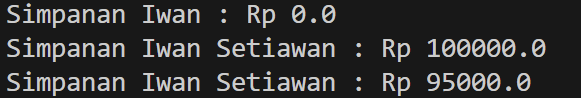 Simpanan Iwan : Rp 0.0
Simpanan Iwan Setiawan : Rp 100000.0
Simpanan Iwan Setiawan : Rp 95000.0